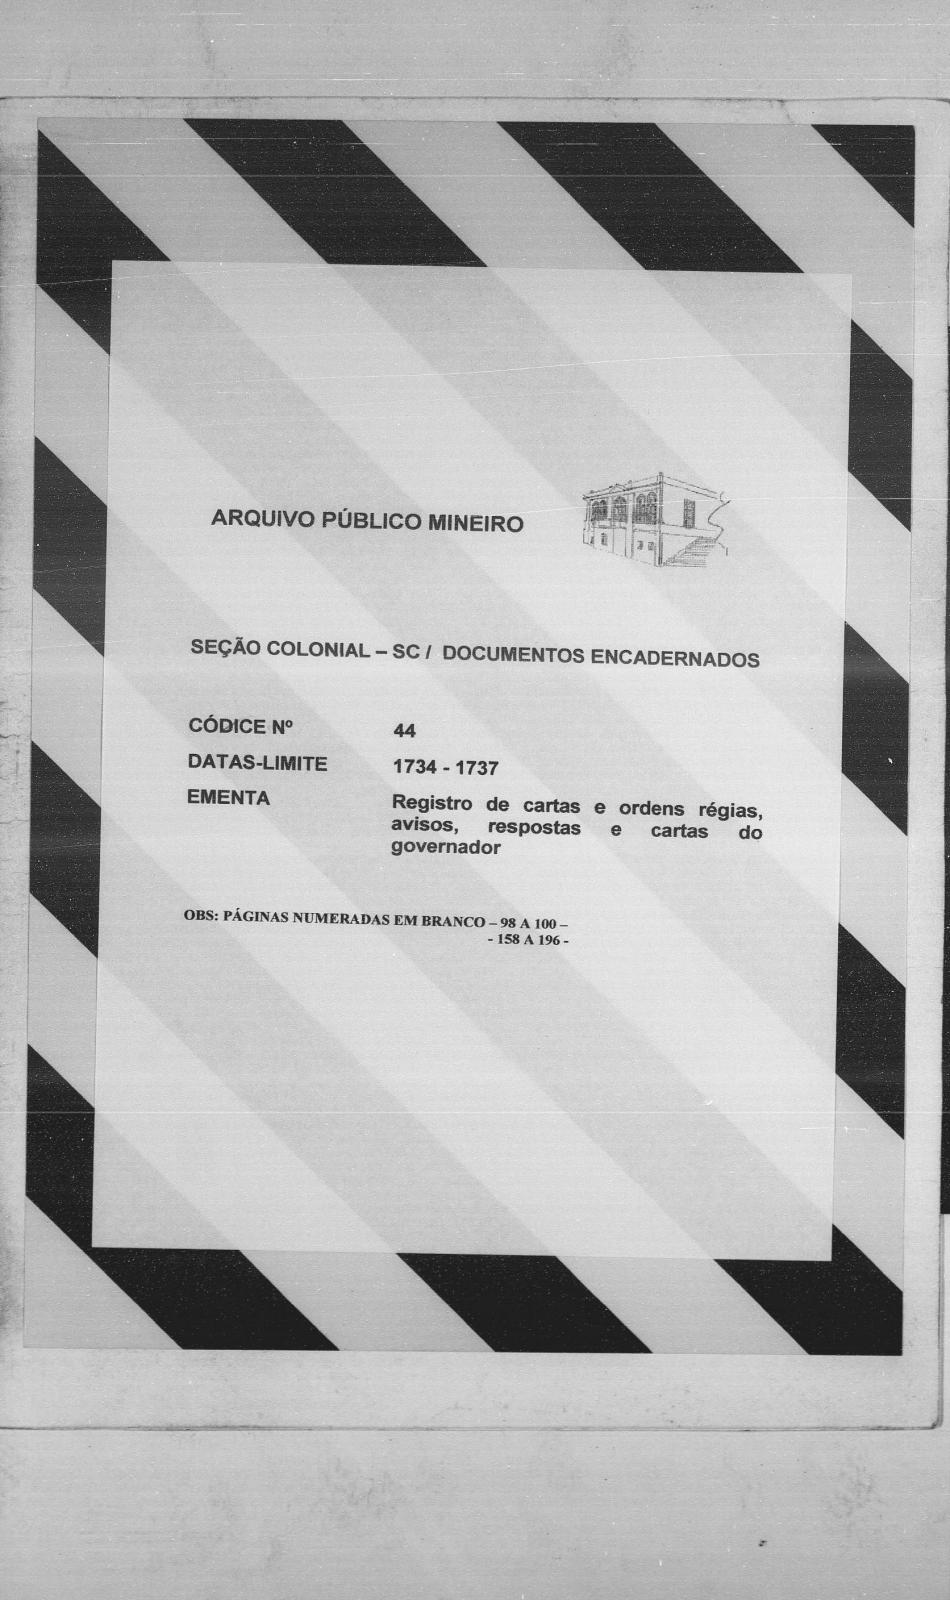 ARQUIVO PÚBLICO MINEIRO
SEÇÃO COLONIAL – SC / DOCUMENTOS ENCADERNADOS
CÓDICE Nº 44
DATAS-LIMITE 1734 - 1737
EMENTA Registro de cartas e ordens régias,
avisos, respostas e cartas do
governador
OBS: PÁGINAS NUMERADAS EM BRANCO – 98 A 100 –
- 158 A 196 -